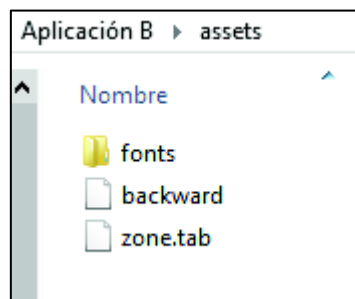 Aplicación B ▸ assets
Nombre
fonts
backward
zone.tab